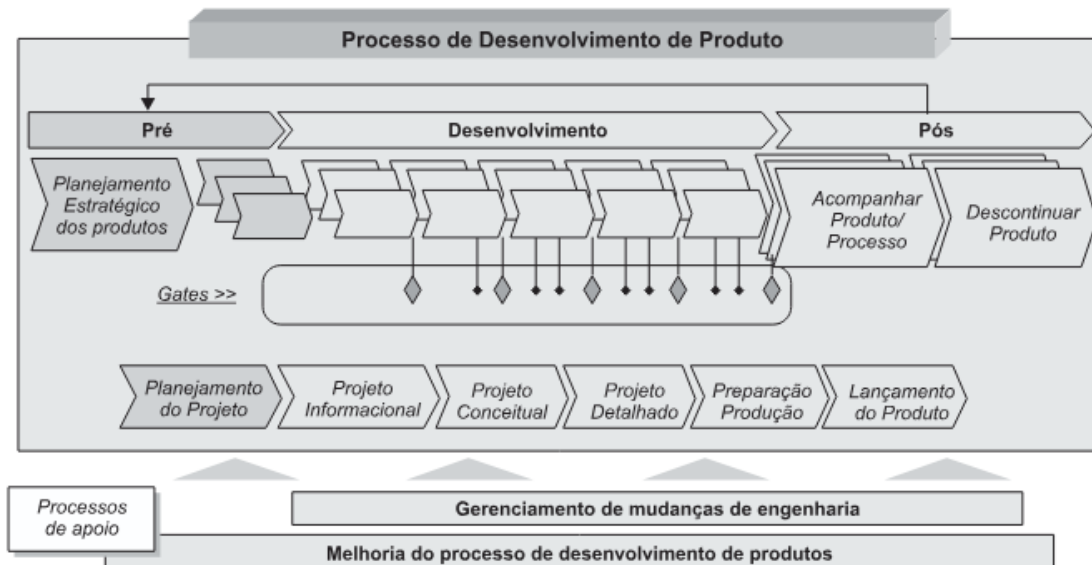 Processo de Desenvolvimento de Produto
Pré
Desenvolvimento
Pós
Planejamento
Estratégico
dos produtos
Acompanhar
Produto/
Processo
Descontinuar
Produto
Gates >>
Planejamento
do Projeto
Projeto
Informacional
Projeto
Conceitual
Projeto
Detalhado
Preparação
Produção
Lançamento
do Produto
Processos
de apoio
Gerenciamento de mudanças de engenharia
Melhoria do processo de desenvolvimento de produtos